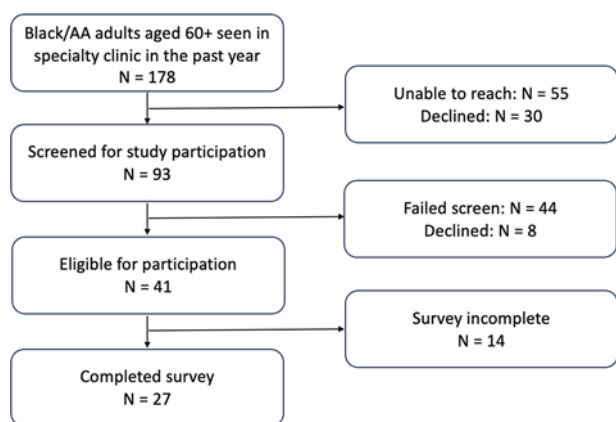 Black/AA adults aged 60+ seen in
specialty clinic in the past year
N = 178
Unable to reach: N = 55
Declined: N = 30
Screened for study participation
N = 93
Failed screen: N = 44
Declined: N = 8
Eligible for participation
N = 41
Survey incomplete
N = 14
Completed survey
N = 27